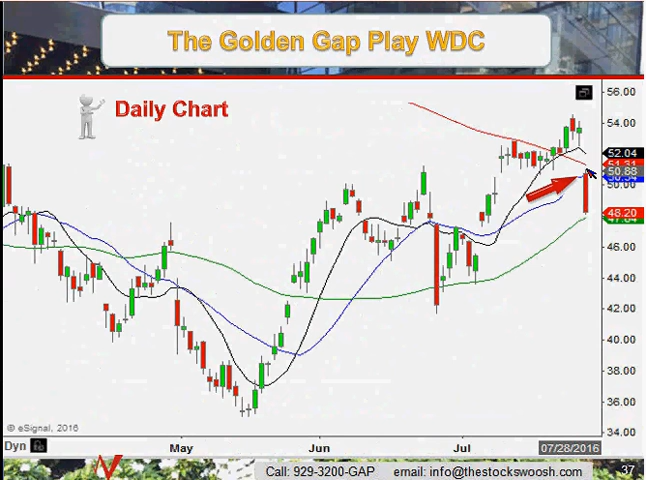 The Golden Gap Play WDC
Daily Chart
56.00
54.00
52.04
51.31
50.88
50.00
48.20
46.00
44.00
42.00
40.00
38.00
36.00
34.00
© eSignal, 2016
Dyn
May
Jun
Jul
07/28/2016
Call: 929-3200-GAP email: info@thestockswoosh.com
37